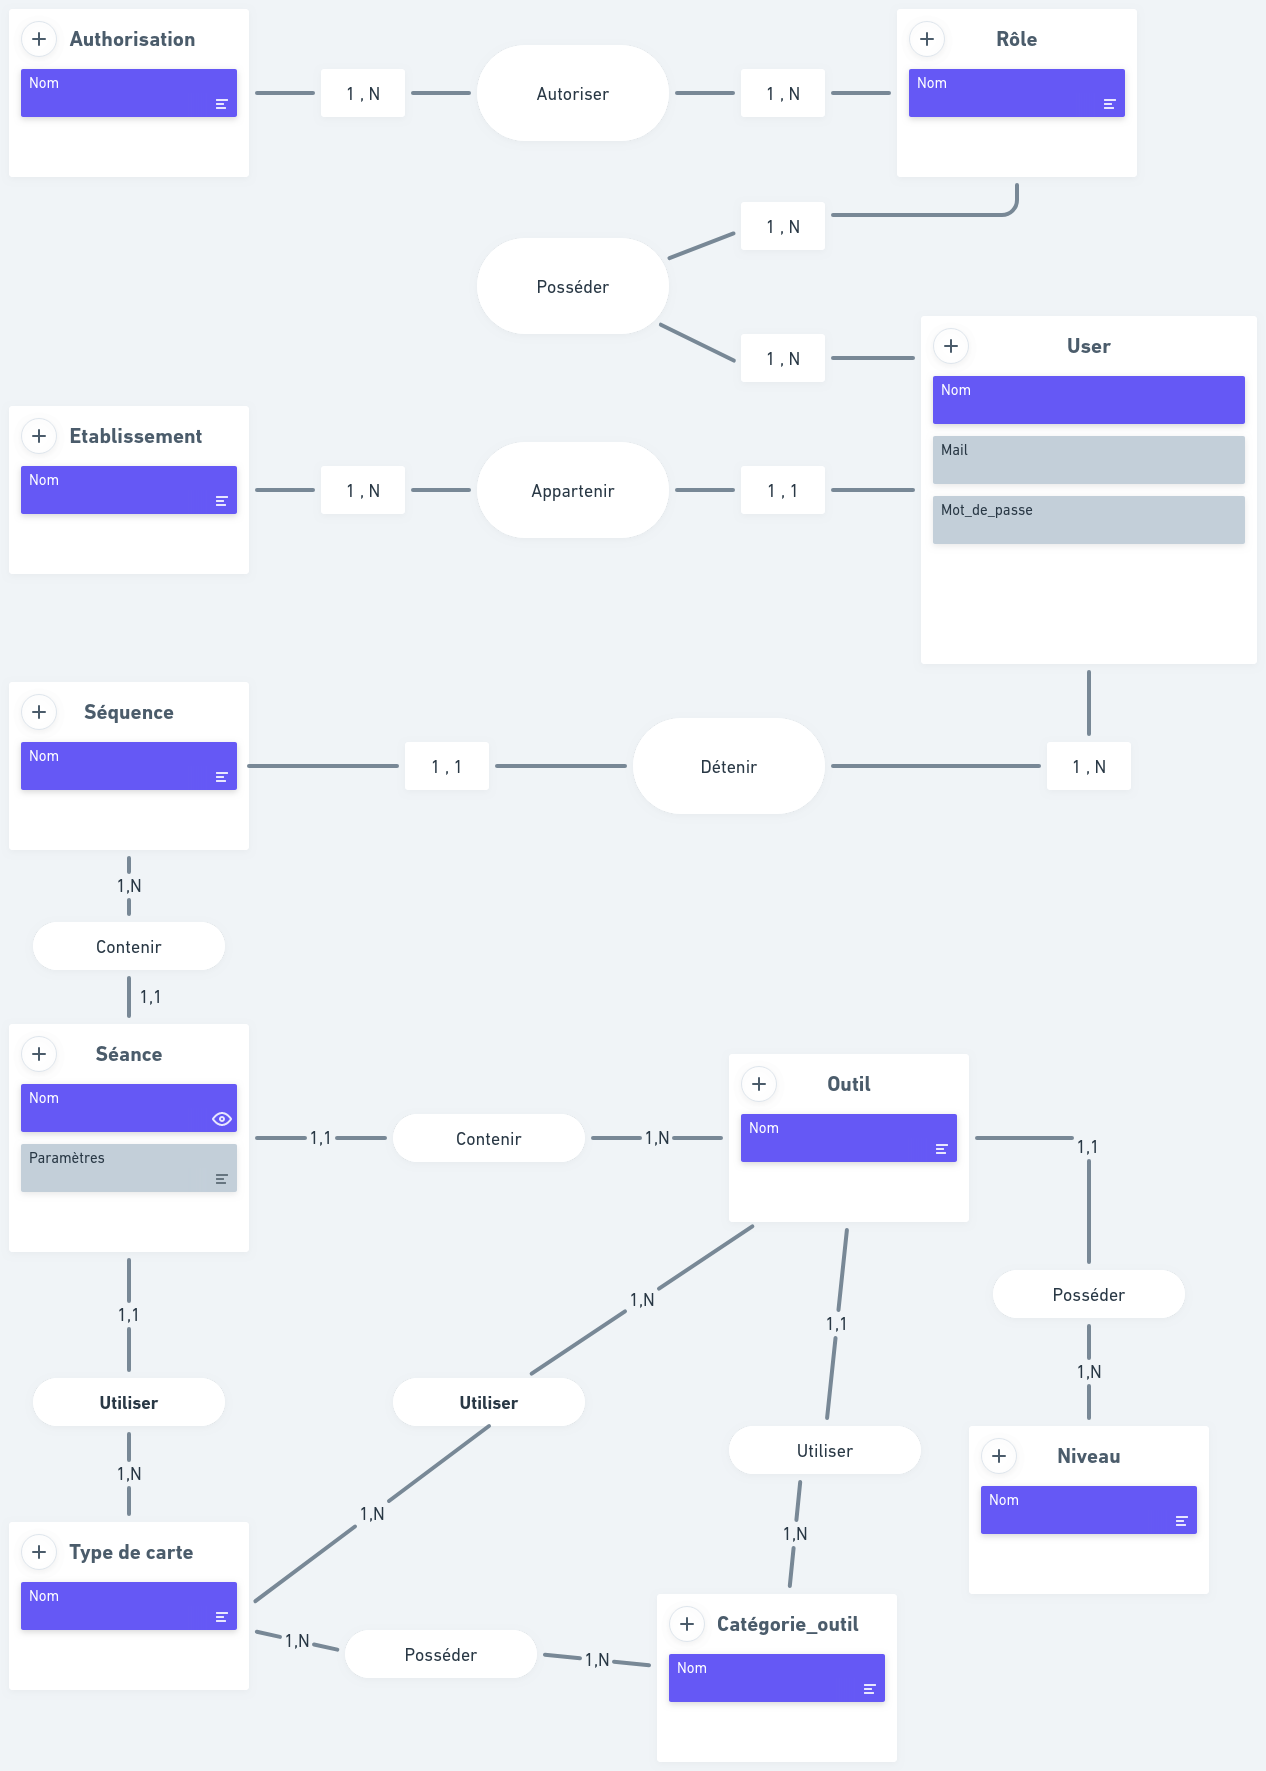 Authorisation
Nom
1 , N
Autoriser
1 , N
Rôle
Nom
1 , N
Posséder
1 , N
User
Nom
Mail
Mot_de_passe
Etablissement
Nom
1 , N
Appartenir
1 , 1
Séquence
Nom
1 , 1
Détenir
1 , N
1,N
Contenir
1,1
Séance
Nom
Paramètres
1,1
Contenir
1,N
Outil
Nom
1,1
Posséder
1,N
Niveau
Nom
1,1
Utiliser
1,N
1,N
Utiliser
1,N
1,1
Utiliser
1,N
Type de carte
Nom
1,N
Posséder
1,N
Catégorie_outil
Nom